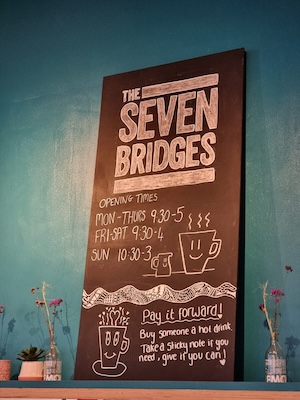 THE
SEVEN
BRIDGES
OPENING TIMES
MON-THURS 9:30-5
FRI-SAT 9:30-4
SUN 10:30-3
Pay it forward!
Buy someone a hot drink.
Take a sticky note if you
need, give if you can!